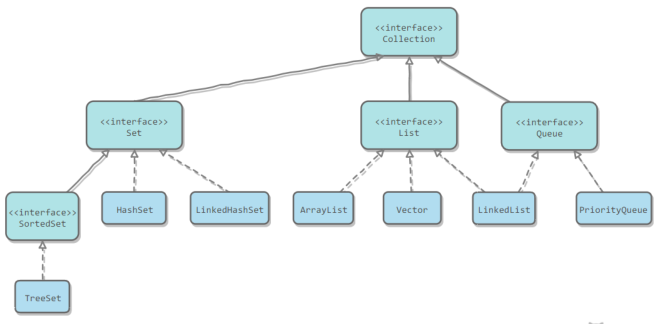 <<interface>>
Collection
<<interface>>
Set
<<interface>>
List
<<interface>>
Queue
<<interface>>
SortedSet
HashSet
LinkedHashSet
ArrayList
Vector
LinkedList
PriorityQueue
TreeSet